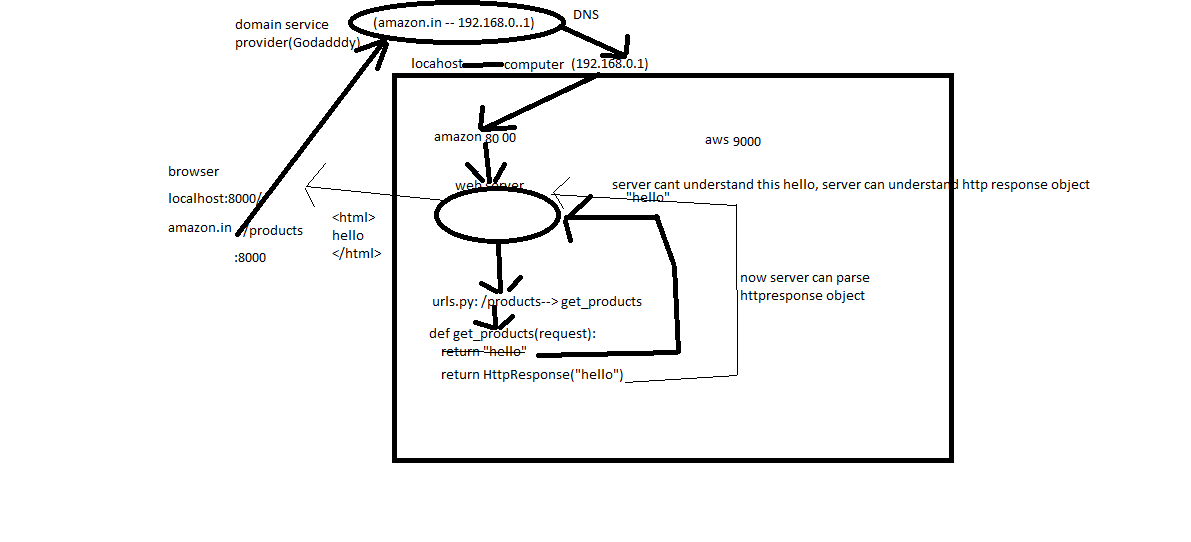 domain service
provider(Godadddy)
(amazon.in -- 192.168.0..1)
DNS
locahost
computer (192.168.0.1)
amazon 80 00
aws 9000
browser
localhost:8000/
amazon.in /products
:8000
<html>
hello
</html>
web server
server cant understand this hello, server can understand http response object
"hello"
now server can parse
httpresponse object
urls.py: /products--> get_products
def get_products(request):
return "hello"
return HttpResponse("hello")